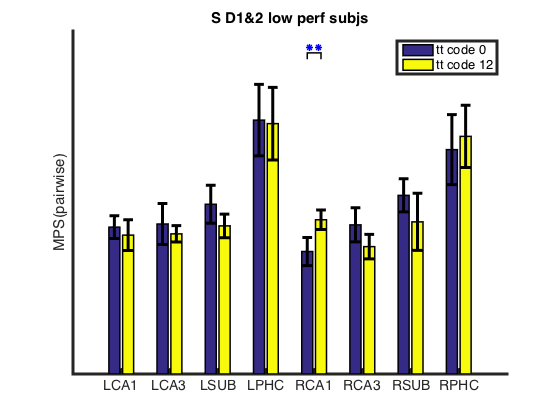 S D1&2 low perf subjs
**
tt code 0
tt code 12
MPS(pairwise)
LCA1 LCA3 LSUB LPHC RCA1 RCA3 RSUB RPHC